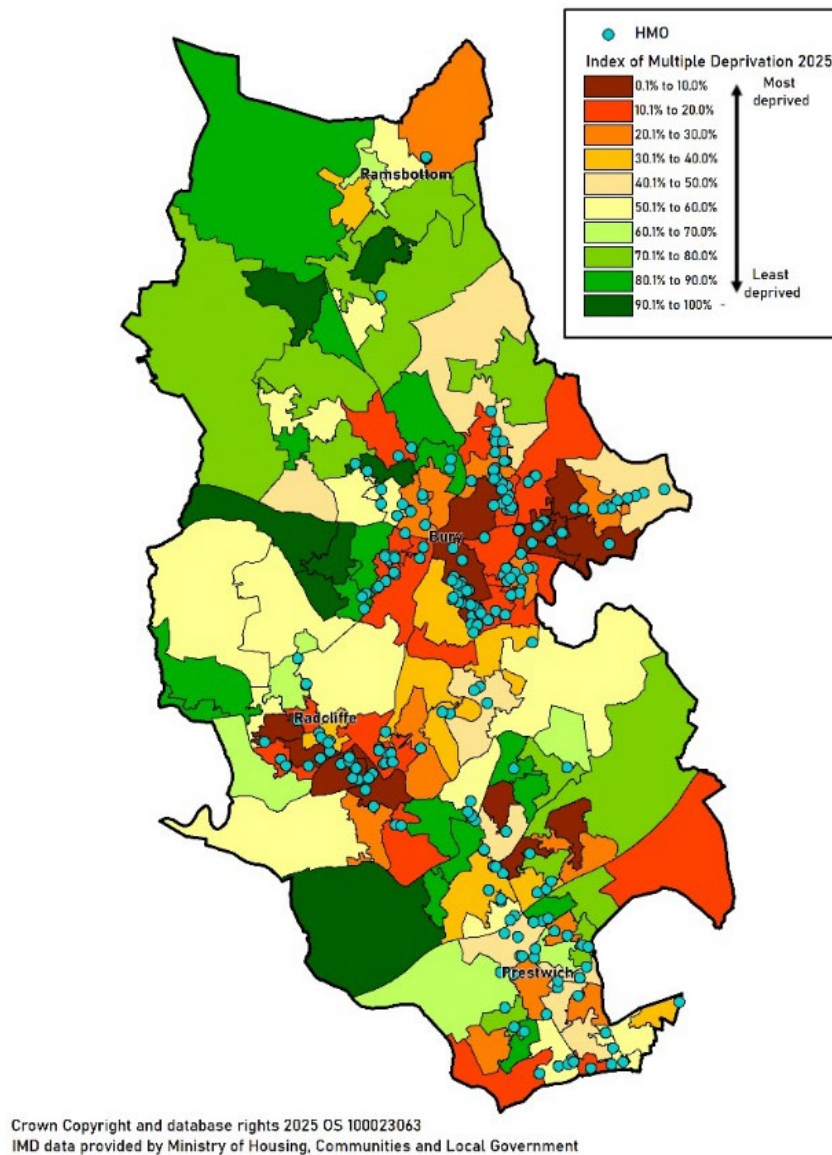 HMO
Index of Multiple Deprivation 2025
0.1% to 10.0%
Most
deprived
10.1% to 20.0%
20.1% to 30.0%
30.1% to 40.0%
40.1% to 50.0%
50.1% to 60.0%
60.1% to 70.0%
70.1% to 80.0%
80.1% to 90.0%
Least
deprived
90.1% to 100% -
Ramsbottom
Bury
Radcliffe
Prestwich
Crown Copyright and database rights 2025 OS 100023063
IMD data provided by Ministry of Housing, Communities and Local Government